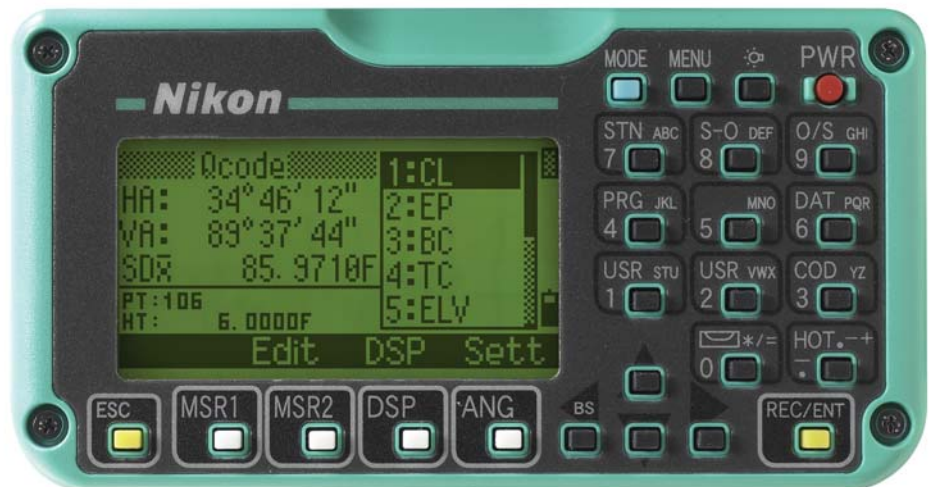 MODE MENU PWR
Nikon
STN ABC S-O DEF O/S GHI
7 8 9
Qcode
HA: 34°46'12"
VA: 89°37'44"
SDx̄ 85.9710F
PT:106
HT: 6.0000F
1:CL
2:EP
3:BC
4:TC
5:ELV
Edit DSP Sett
PRG JKL MNO DAT PQR
4 5 6
USR STU USR VWX COD YZ
1 2 3
*/= HOT.-+
0 -.
ESC MSR1 MSR2 DSP ANG BS REC/ENT